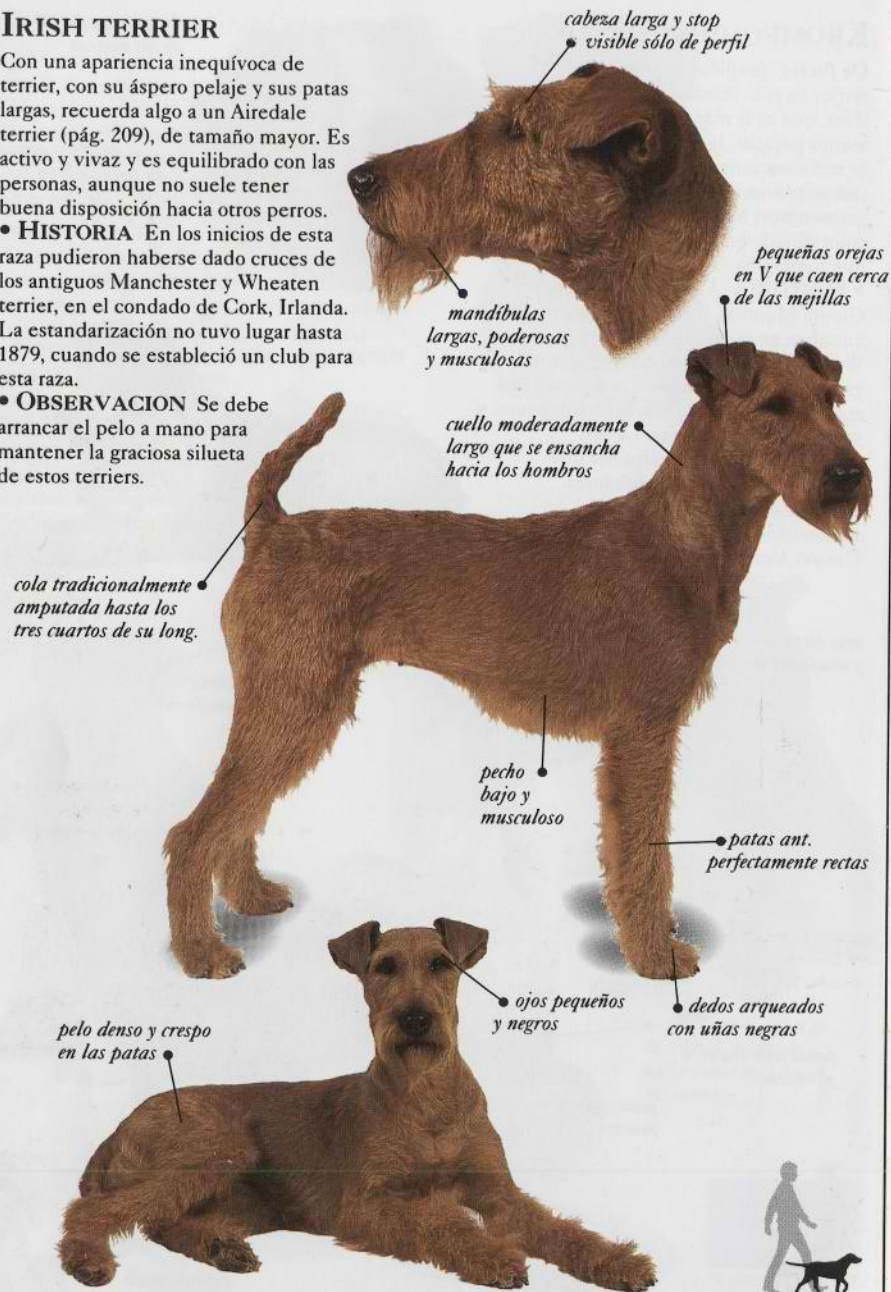 IRISH TERRIER
Con una apariencia inequívoca de
terrier, con su áspero pelaje y sus patas
largas, recuerda algo a un Airedale
terrier (pág. 209), de tamaño mayor. Es
activo y vivaz y es equilibrado con las
personas, aunque no suele tener
buena disposición hacia otros perros.
• HISTORIA En los inicios de esta
raza pudieron haberse dado cruces de
los antiguos Manchester y Wheaten
terrier, en el condado de Cork, Irlanda.
La estandarización no tuvo lugar hasta
1879, cuando se estableció un club para
esta raza.
• OBSERVACION Se debe
arrancar el pelo a mano para
mantener la graciosa silueta
de estos terriers.
cabeza larga y stop
visible sólo de perfil
mandíbulas
largas, poderosas
y musculosas
pequeñas orejas
en V que caen cerca
de las mejillas
cuello moderadamente
largo que se ensancha
hacia los hombros
cola tradicionalmente
amputada hasta los
tres cuartos de su long.
pecho
bajo y
musculoso
patas ant.
perfectamente rectas
ojos pequeños
y negros
dedos arqueados
con uñas negras
pelo denso y crespo
en las patas